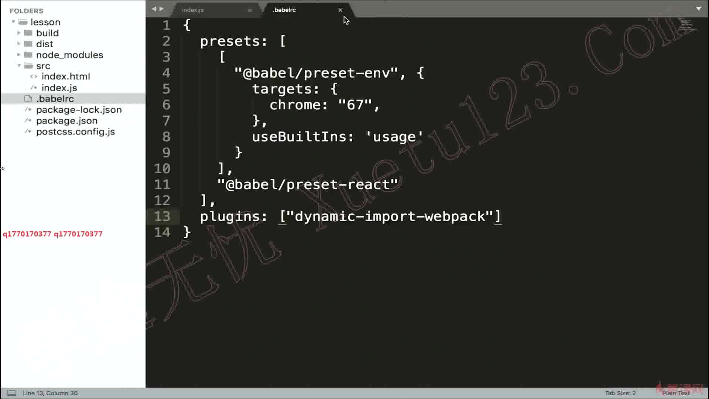 FOLDERS
lesson
build
dist
node_modules
src
index.html
index.js
.babelrc
package-lock.json
package.json
postcss.config.js
q1770170377 q1770170377
index.js
.babelrc
1 {
2 presets: [
3 [
4 "@babel/preset-env", {
5 targets: {
6 chrome: "67",
7 },
8 useBuiltIns: 'usage'
9 }
10 ],
11 "@babel/preset-react"
12 ],
13 plugins: ["dynamic-import-webpack"]
14 }
无忧 Xuetu123.Com
Line 13, Column 36
Tab Size: 2
Plain Text